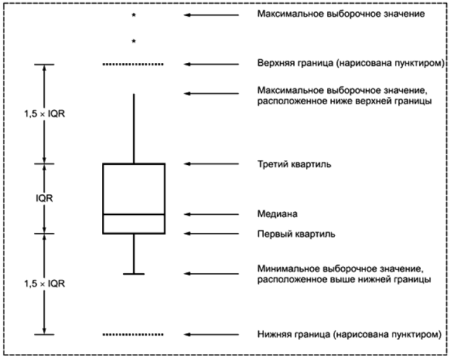 * Максимальное выборочное значение
*
Верхняя граница (нарисована пунктиром)
Максимальное выборочное значение,
расположенное ниже верхней границы
1,5 × IQR
Третий квартиль
IQR
Медиана
Первый квартиль
Минимальное выборочное значение,
расположенное выше нижней границы
1,5 × IQR
Нижняя граница (нарисована пунктиром)